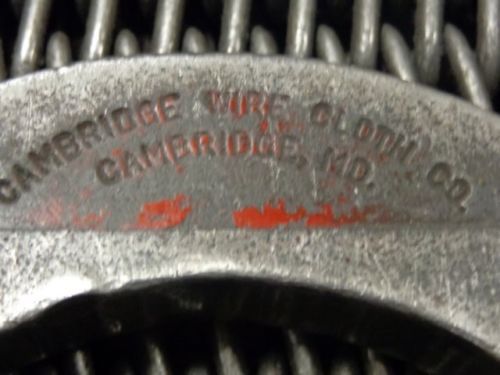 CAMBRIDGE WIRE CLOTH CO.
CAMBRIDGE, MD.